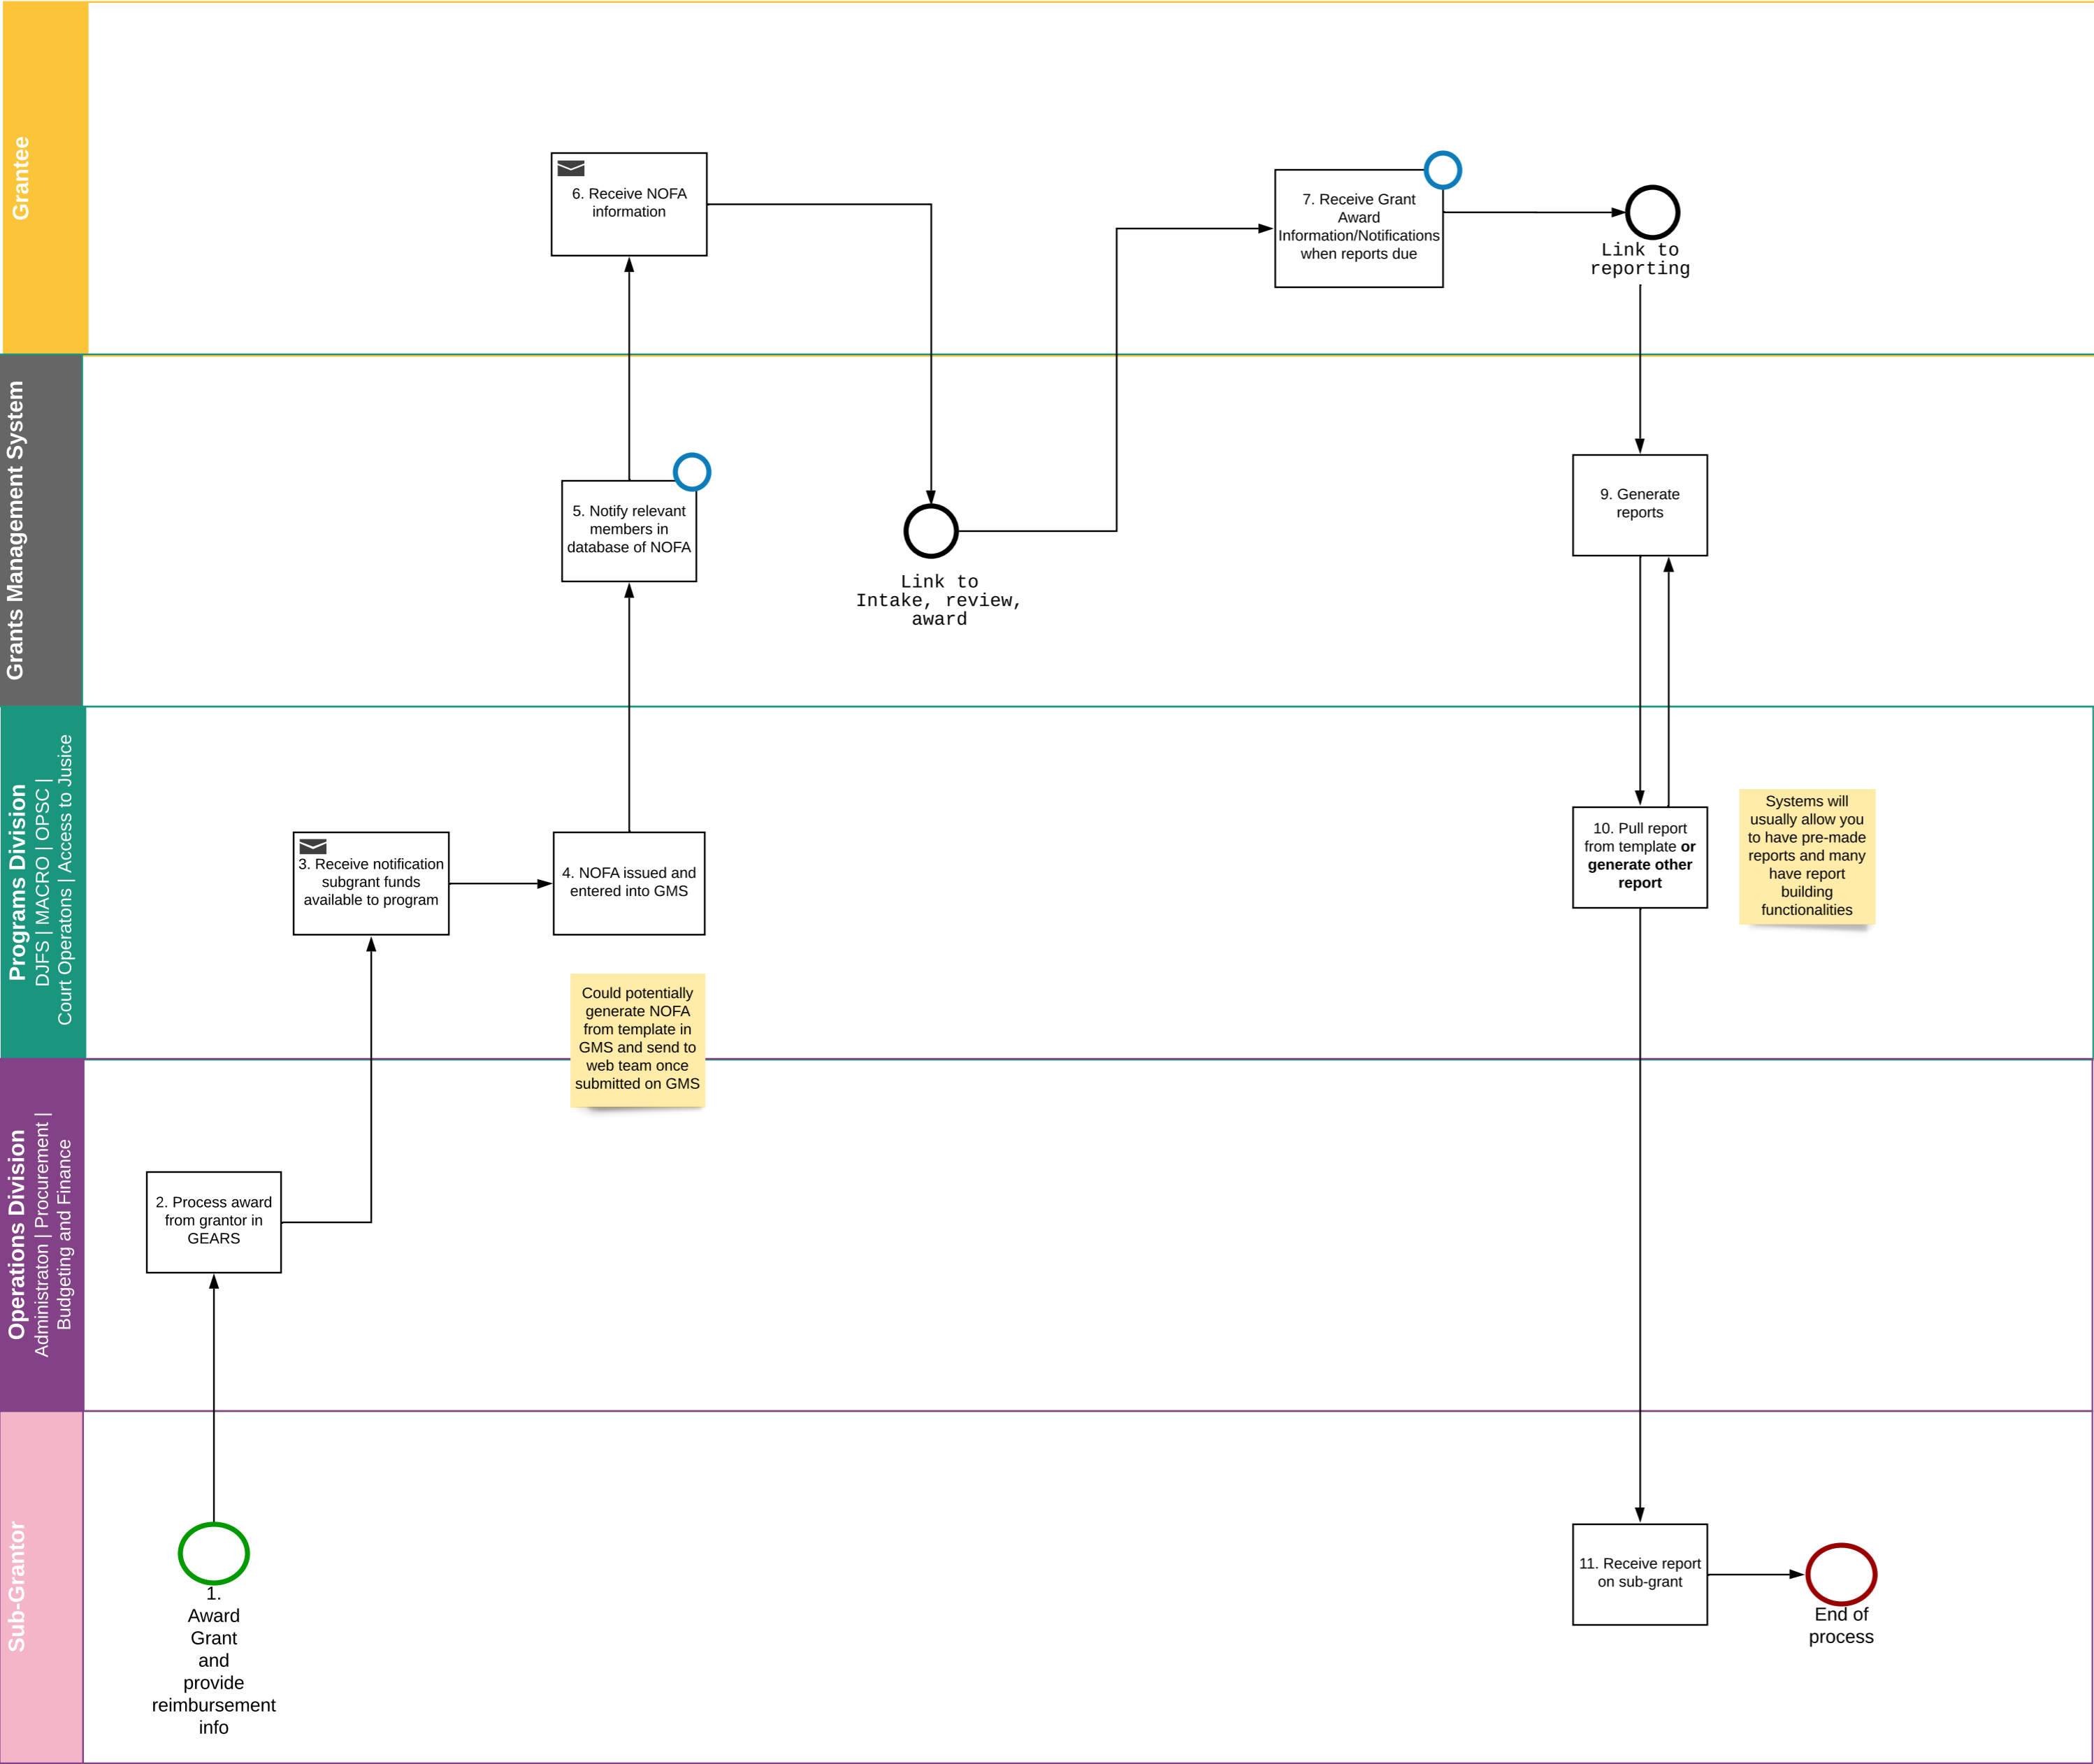 Grantee
6. Receive NOFA
information
7. Receive Grant
Award
Information/Notifications
when reports due
Link to
reporting
Grants Management System
5. Notify relevant
members in
database of NOFA
Link to
Intake, review,
award
9. Generate
reports
Programs Division
DJFS | MACRO | OPSC |
Court Operatons | Access to Jusice
3. Receive notification
subgrant funds
available to program
4. NOFA issued and
entered into GMS
Could potentially
generate NOFA
from template in
GMS and send to
web team once
submitted on GMS
10. Pull report
from template or
generate other
report
Systems will
usually allow you
to have pre-made
reports and many
have report
building
functionalities
Operations Division
Administraton | Procurement |
Budgeting and Finance
2. Process award
from grantor in
GEARS
Sub-Grantor
1.
Award
Grant
and
provide
reimbursement
info
11. Receive report
on sub-grant
End of
process